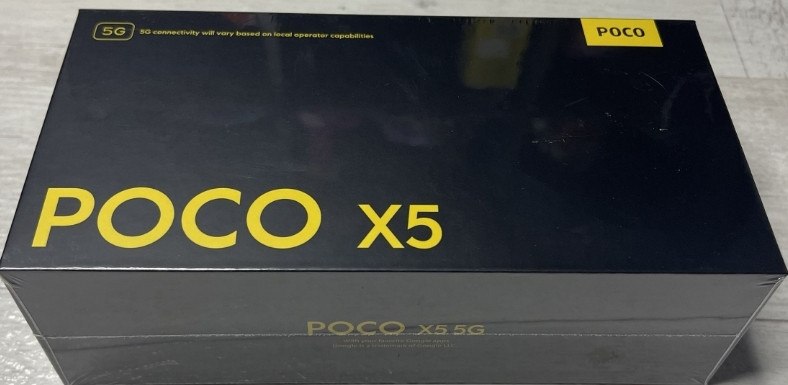 5G 5G connectivity will vary based on local operator capabilities
POCO
POCO X5
POCO X5 5G